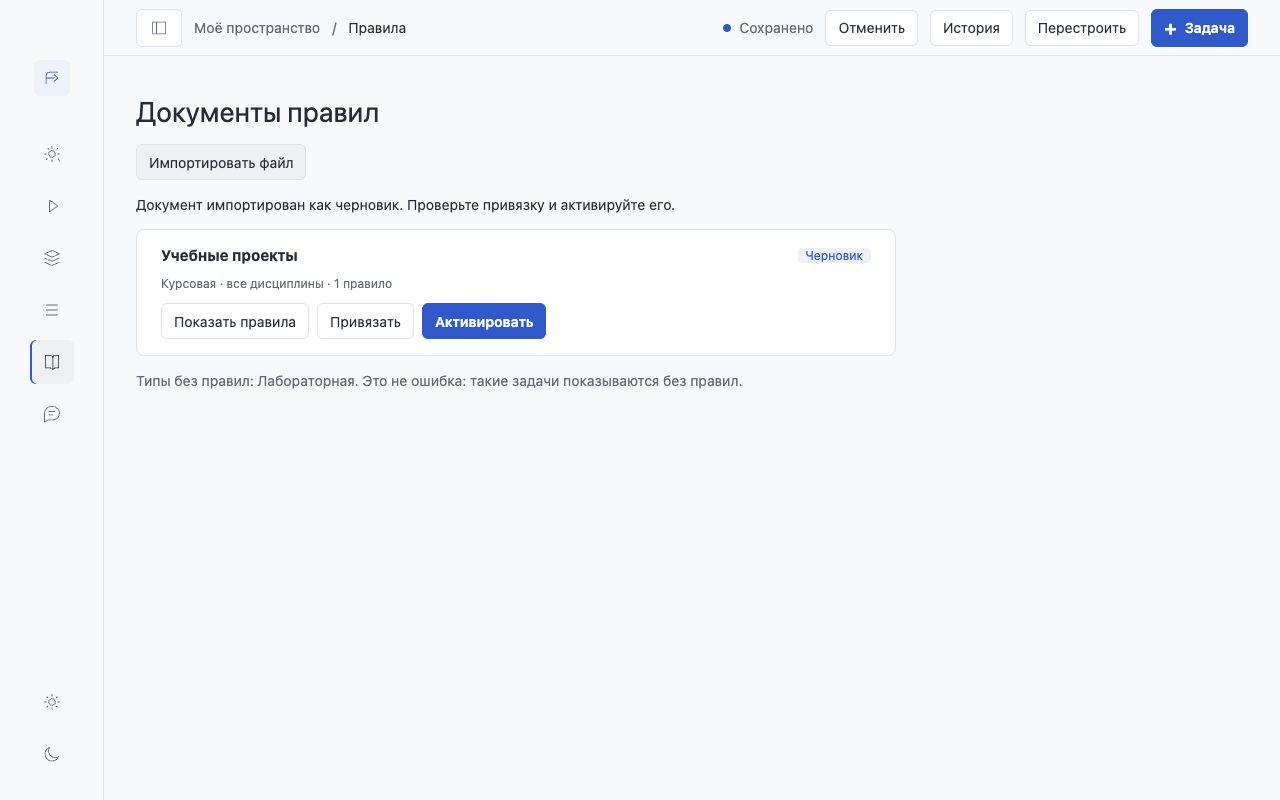 Моё пространство / Правила
Сохранено
Отменить
История
Перестроить
+ Задача
Документы правил
Импортировать файл
Документ импортирован как черновик. Проверьте привязку и активируйте его.
Учебные проекты
Черновик
Курсовая · все дисциплины · 1 правило
Показать правила
Привязать
Активировать
Типы без правил: Лабораторная. Это не ошибка: такие задачи показываются без правил.